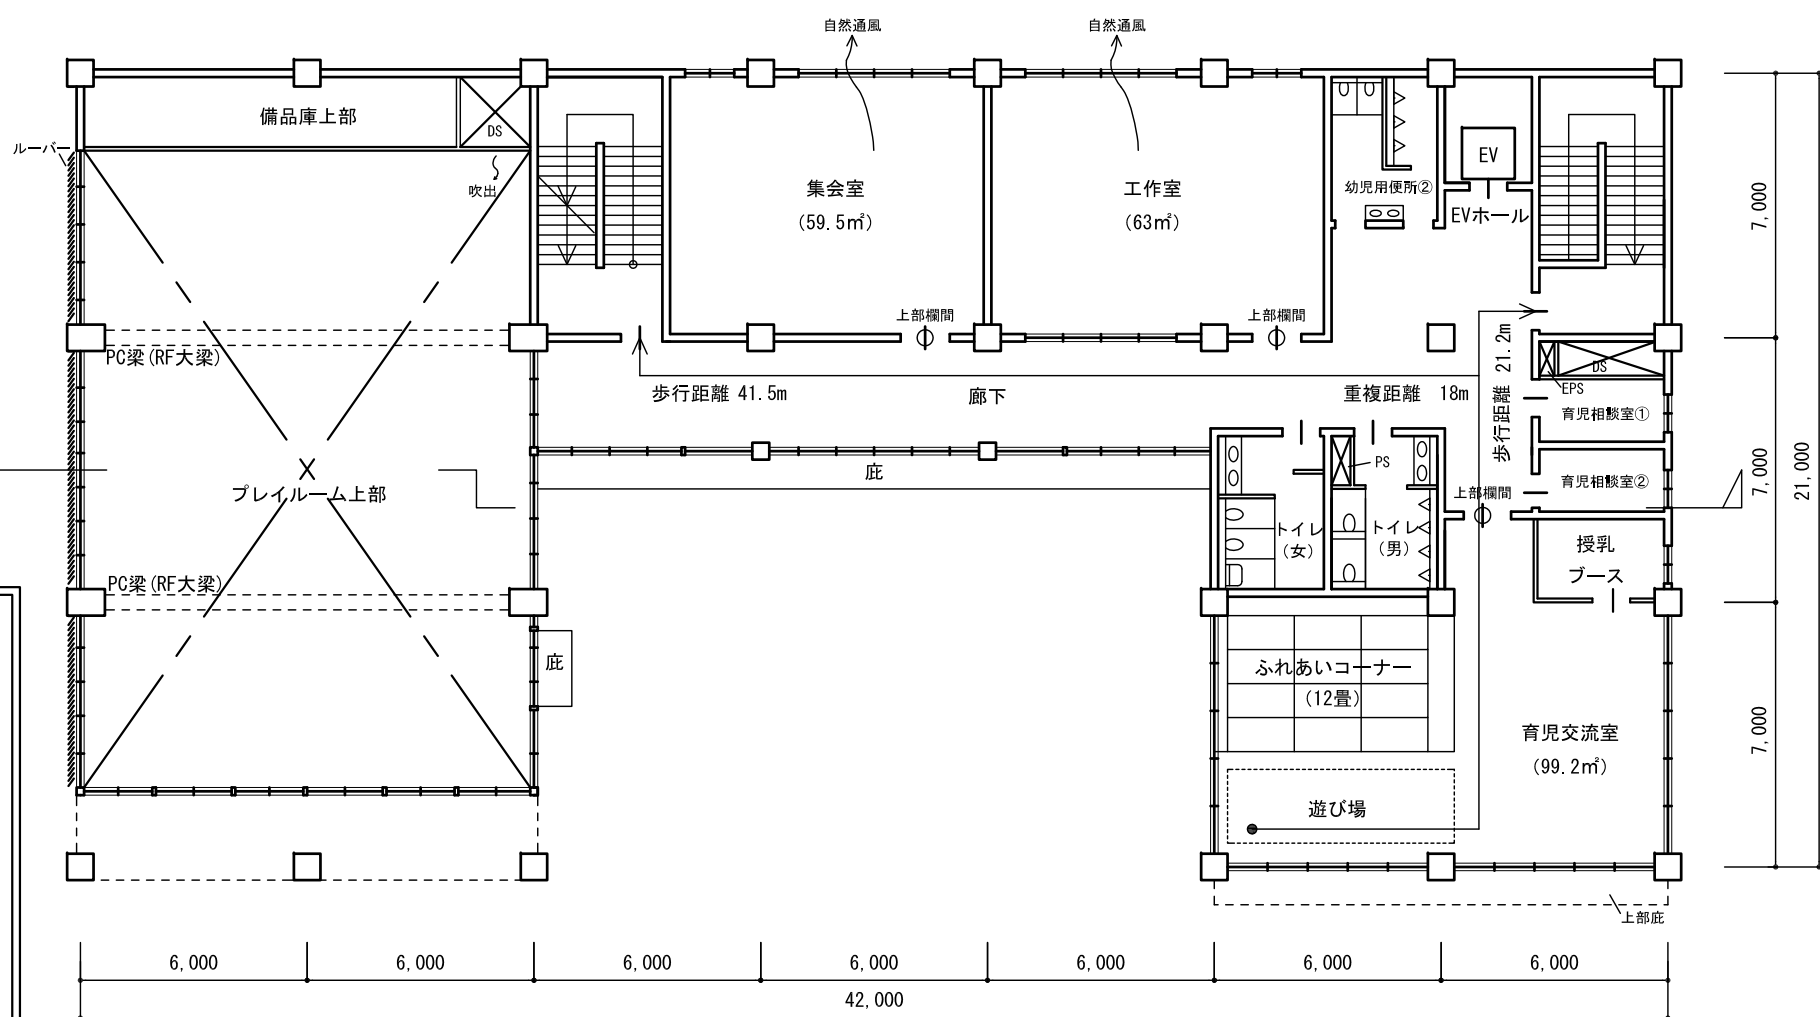 自然通風
自然通風
備品庫上部
DS
ルーバー
吹出
集会室
(59.5㎡)
工作室
(63㎡)
幼児用便所②
EV
EVホール
7,000
上部欄間
上部欄間
PC梁(RF大梁)
歩行距離 41.5m
廊下
重複距離 18m
歩行距離 21.2m
DS
EPS
育児相談室①
庇
PS
育児相談室②
上部欄間
プレイルーム上部
トイレ
(女)
トイレ
(男)
授乳
ブース
7,000
21,000
PC梁(RF大梁)
庇
ふれあいコーナー
(12畳)
育児交流室
(99.2㎡)
7,000
遊び場
上部庇
6,000
6,000
6,000
6,000
6,000
6,000
6,000
42,000